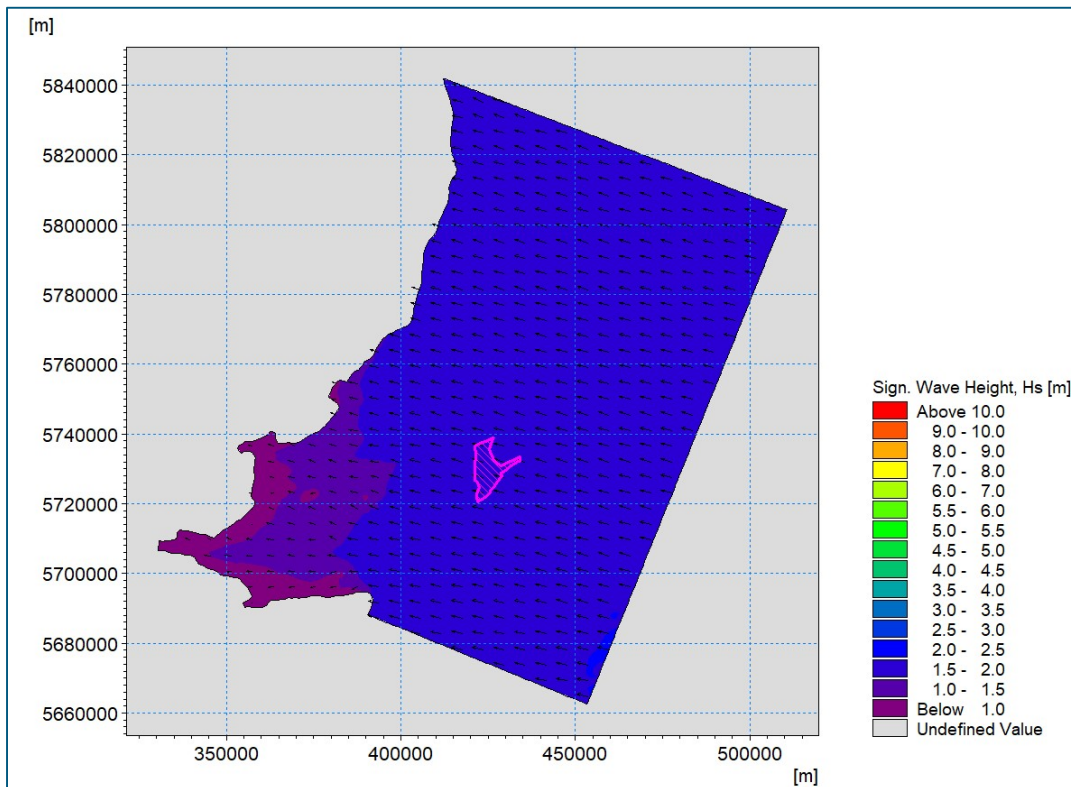 [m]
5840000
5820000
5800000
5780000
5760000
5740000
5720000
5700000
5680000
5660000
350000 400000 450000 500000
[m]
Sign. Wave Height, Hs [m]
Above 10.0
9.0 - 10.0
8.0 - 9.0
7.0 - 8.0
6.0 - 7.0
5.5 - 6.0
5.0 - 5.5
4.5 - 5.0
4.0 - 4.5
3.5 - 4.0
3.0 - 3.5
2.5 - 3.0
2.0 - 2.5
1.5 - 2.0
1.0 - 1.5
Below 1.0
Undefined Value